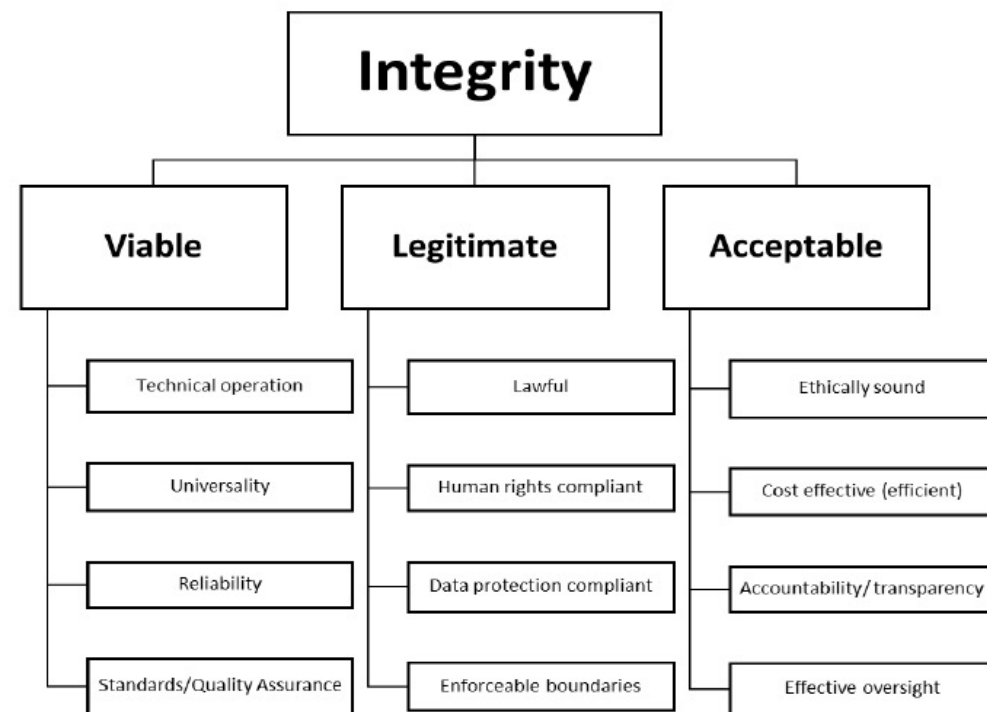 Integrity
Viable
Legitimate
Acceptable
Technical operation
Universality
Reliability
Standards/Quality Assurance
Lawful
Human rights compliant
Data protection compliant
Enforceable boundaries
Ethically sound
Cost effective (efficient)
Accountability/ transparency
Effective oversight